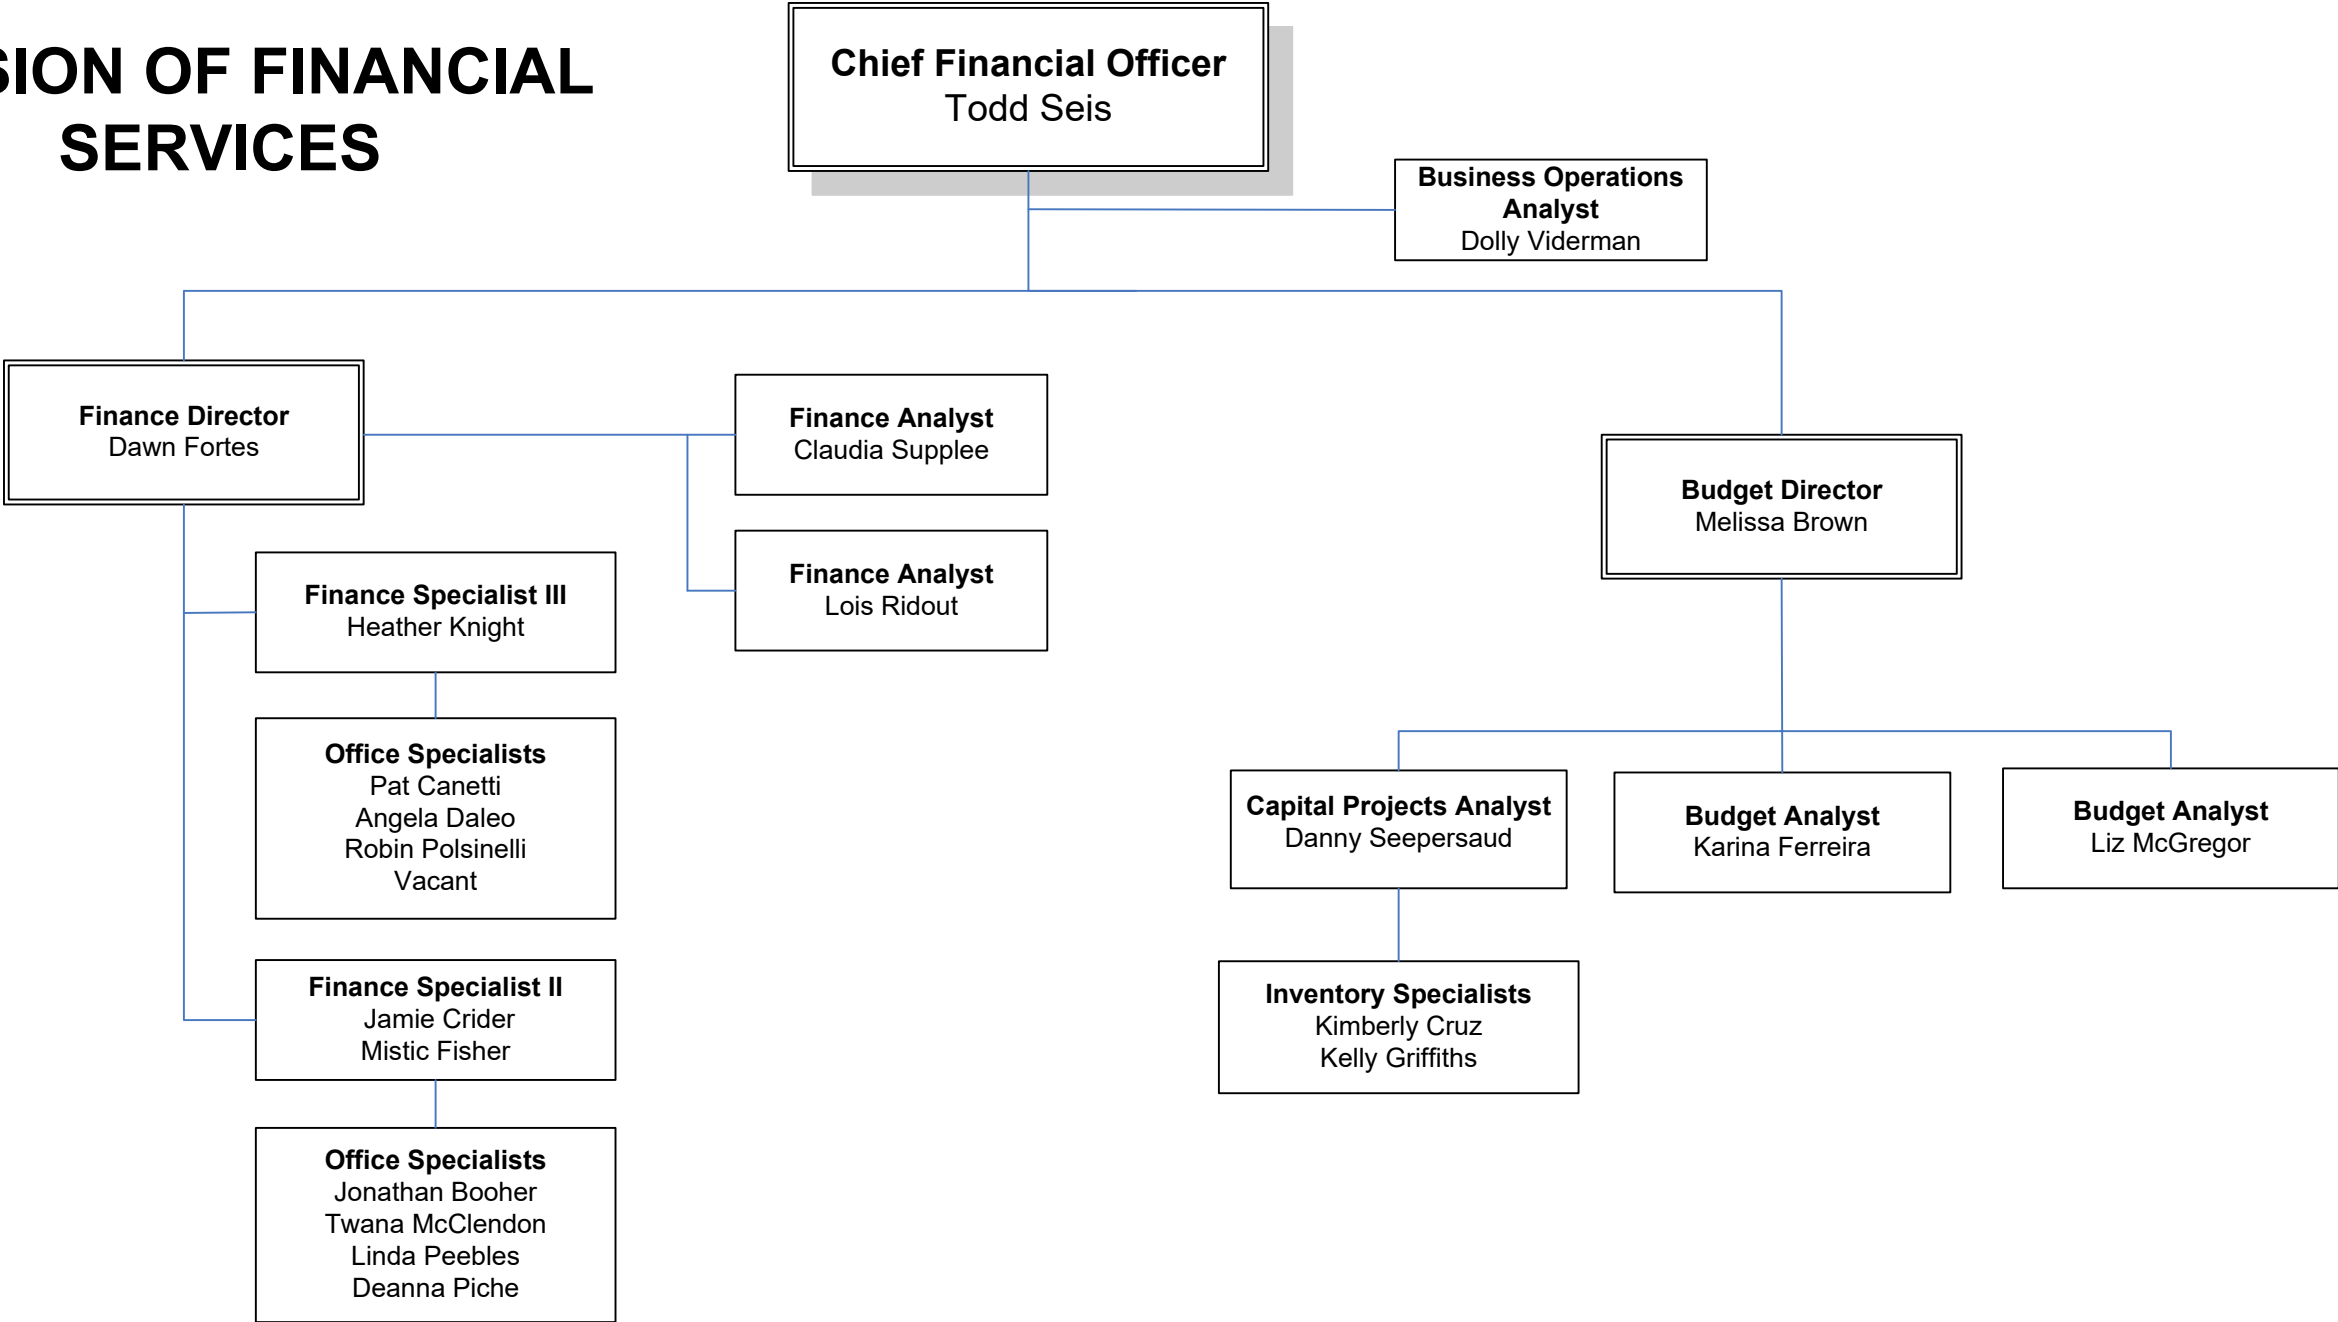 SION OF FINANCIAL
SERVICES
Chief Financial Officer
Todd Seis
Business Operations
Analyst
Dolly Viderman
Finance Director
Dawn Fortes
Finance Analyst
Claudia Supplee
Finance Analyst
Lois Ridout
Budget Director
Melissa Brown
Finance Specialist III
Heather Knight
Office Specialists
Pat Canetti
Angela Daleo
Robin Polsinelli
Vacant
Capital Projects Analyst
Danny Seepersaud
Budget Analyst
Karina Ferreira
Budget Analyst
Liz McGregor
Finance Specialist II
Jamie Crider
Mistic Fisher
Inventory Specialists
Kimberly Cruz
Kelly Griffiths
Office Specialists
Jonathan Booher
Twana McClendon
Linda Peebles
Deanna Piche